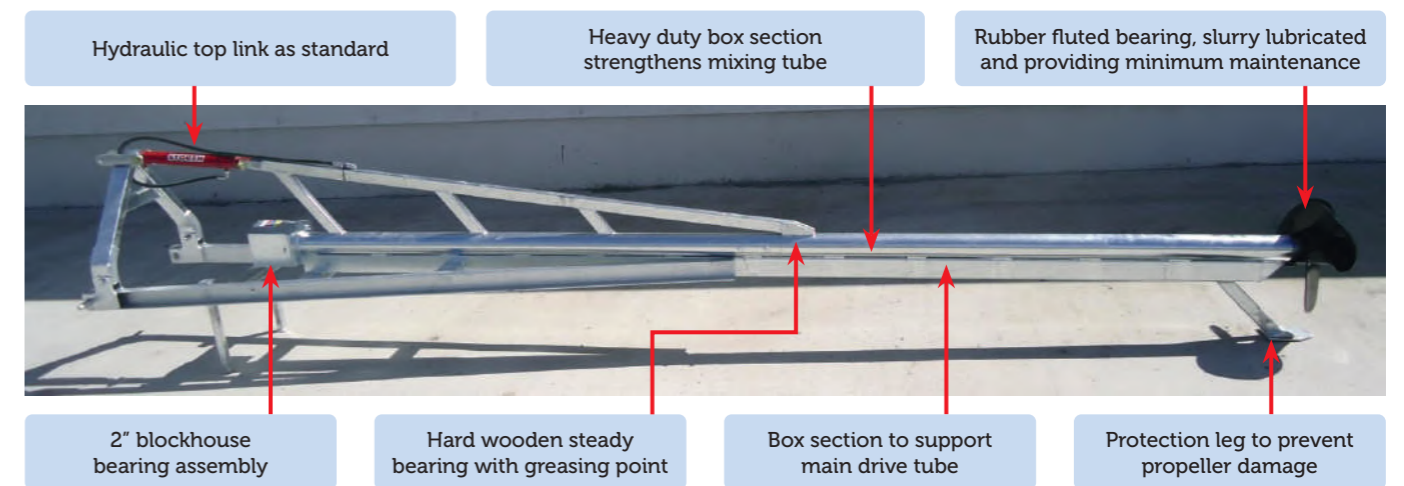 Hydraulic top link as standard
Heavy duty box section
strengthens mixing tube
Rubber fluted bearing, slurry lubricated
and providing minimum maintenance
2” blockhouse
bearing assembly
Hard wooden steady
bearing with greasing point
Box section to support
main drive tube
Protection leg to prevent
propeller damage